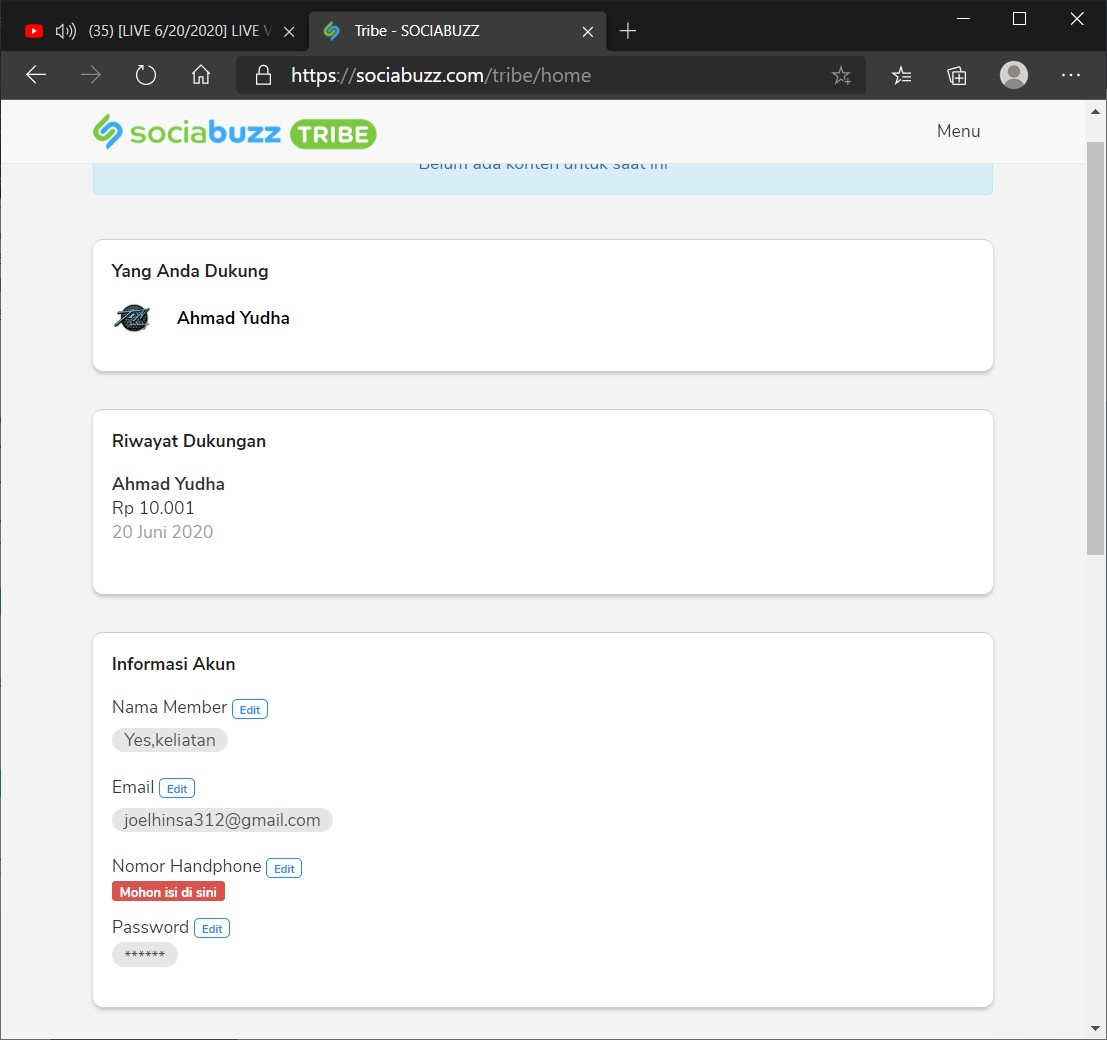 (35) [LIVE 6/20/2020] LIVE
Tribe - SOCIABUZZ
https://sociabuzz.com/tribe/home
sociabuzz TRIBE
Menu
Belum ada konten untuk saat ini
Yang Anda Dukung
Ahmad Yudha
Riwayat Dukungan
Ahmad Yudha
Rp 10.001
20 Juni 2020
Informasi Akun
Nama Member Edit
Yes,keliatan
Email Edit
joelhinsa312@gmail.com
Nomor Handphone Edit
Mohon isi di sini
Password Edit
******